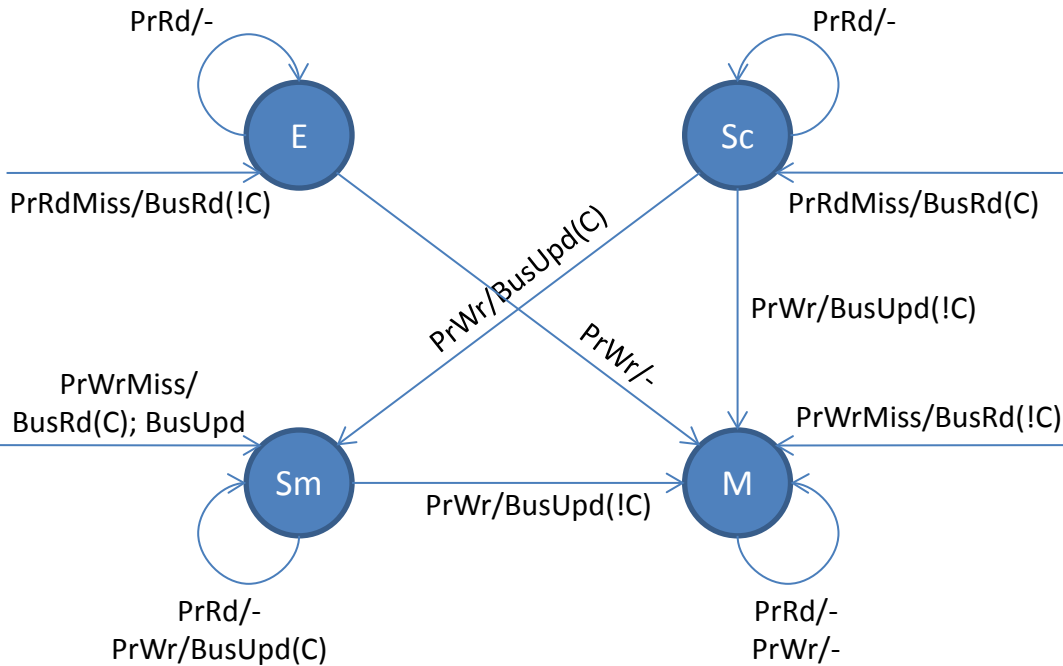 PrRd/-
PrRd/-
E
Sc
PrRdMiss/BusRd(!C)
PrRdMiss/BusRd(C)
PrWr/BusUpd(C)
PrWr/BusUpd(!C)
PrWr/-
PrWrMiss/
BusRd(C); BusUpd
PrWrMiss/BusRd(!C)
Sm
M
PrWr/BusUpd(!C)
PrRd/-
PrWr/BusUpd(C)
PrRd/-
PrWr/-